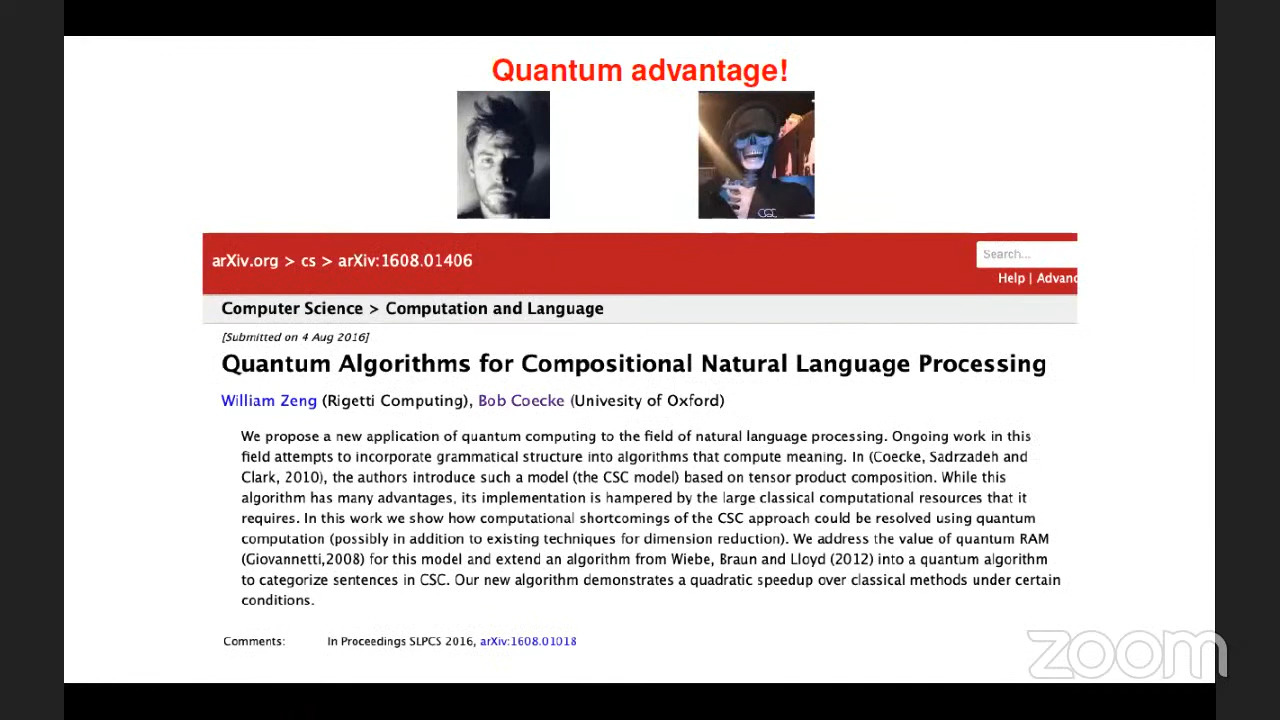 Quantum advantage!
CQC
arXiv.org > cs > arXiv:1608.01406
Search...
Help | Advanc
Computer Science > Computation and Language
[Submitted on 4 Aug 2016]
Quantum Algorithms for Compositional Natural Language Processing
William Zeng (Rigetti Computing), Bob Coecke (Univesity of Oxford)
We propose a new application of quantum computing to the field of natural language processing. Ongoing work in this
field attempts to incorporate grammatical structure into algorithms that compute meaning. In (Coecke, Sadrzadeh and
Clark, 2010), the authors introduce such a model (the CSC model) based on tensor product composition. While this
algorithm has many advantages, its implementation is hampered by the large classical computational resources that it
requires. In this work we show how computational shortcomings of the CSC approach could be resolved using quantum
computation (possibly in addition to existing techniques for dimension reduction). We address the value of quantum RAM
(Giovannetti,2008) for this model and extend an algorithm from Wiebe, Braun and Lloyd (2012) into a quantum algorithm
to categorize sentences in CSC. Our new algorithm demonstrates a quadratic speedup over classical methods under certain
conditions.
Comments: In Proceedings SLPCS 2016, arXiv:1608.01018
zoom